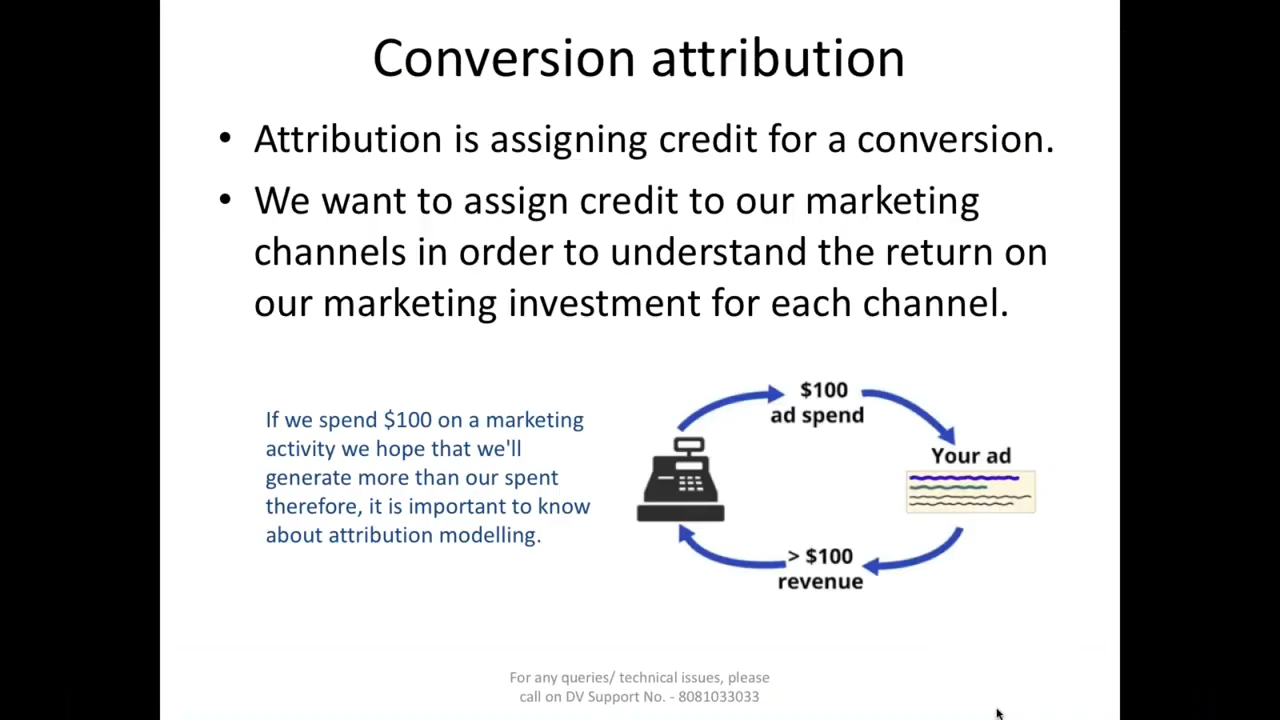 Conversion attribution
• Attribution is assigning credit for a conversion.
• We want to assign credit to our marketing
channels in order to understand the return on
our marketing investment for each channel.
If we spend $100 on a marketing
activity we hope that we'll
generate more than our spent
therefore, it is important to know
about attribution modelling.
$100
ad spend
Your ad
> $100
revenue
For any queries/ technical issues, please
call on DV Support No. - 8081033033